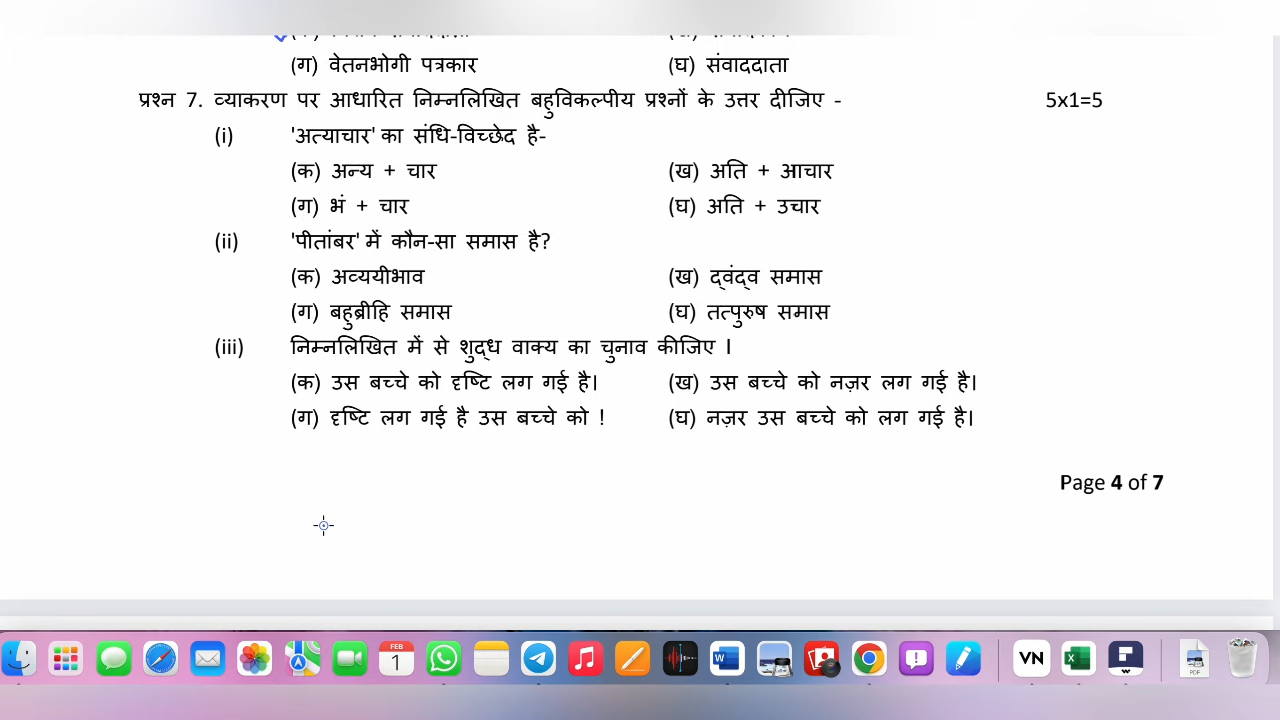 (ग) वेतनभोगी पत्रकार (घ) संवाददाता
प्रश्न 7. व्याकरण पर आधारित निम्नलिखित बहुविकल्पीय प्रश्नों के उत्तर दीजिए - 5x1=5
(i) 'अत्याचार' का संधि-विच्छेद है-
(क) अन्य + चार (ख) अति + आचार
(ग) भं + चार (घ) अति + उचार
(ii) 'पीतांबर' में कौन-सा समास है?
(क) अव्ययीभाव (ख) द्वंद्व समास
(ग) बहुब्रीहि समास (घ) तत्पुरुष समास
(iii) निम्नलिखित में से शुद्ध वाक्य का चुनाव कीजिए ।
(क) उस बच्चे को दृष्टि लग गई है। (ख) उस बच्चे को नज़र लग गई है।
(ग) दृष्टि लग गई है उस बच्चे को ! (घ) नज़र उस बच्चे को लग गई है।
Page 4 of 7
FEB
1
VN